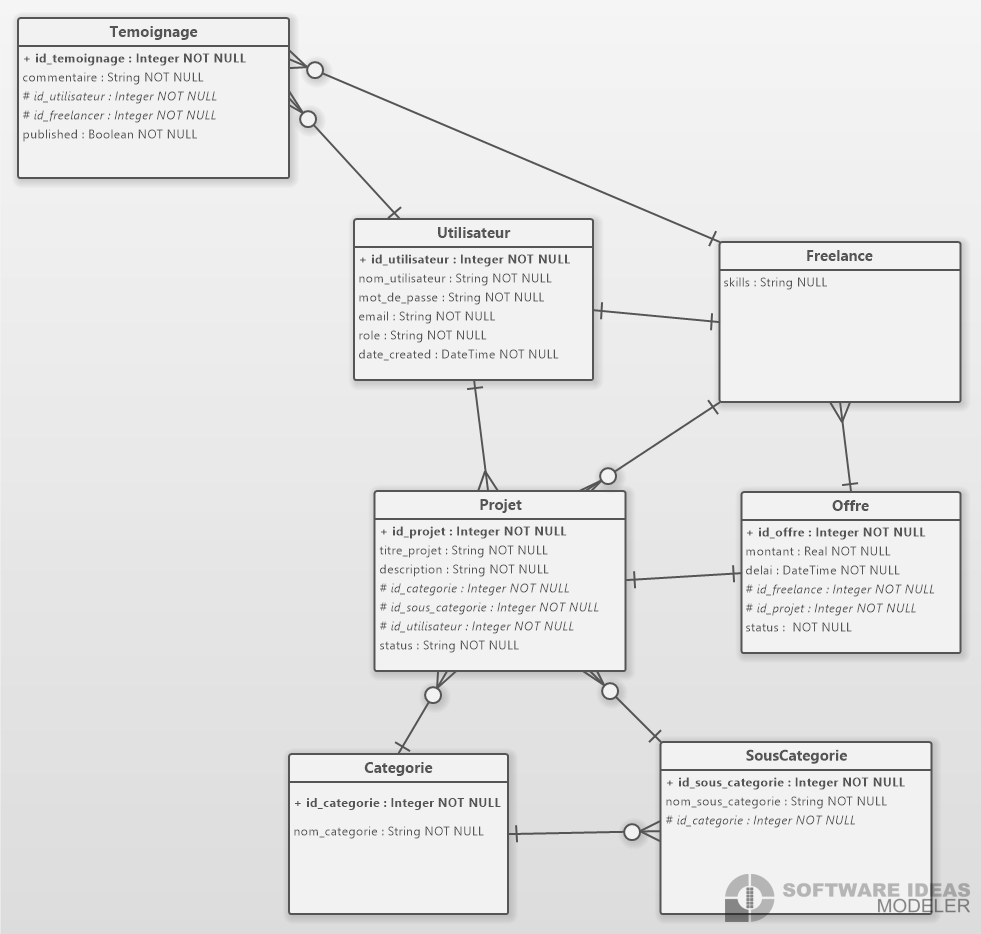 Temoignage
+ id_temoignage : Integer NOT NULL
commentaire : String NOT NULL
# id_utilisateur : Integer NOT NULL
# id_freelancer : Integer NOT NULL
published : Boolean NOT NULL
Utilisateur
+ id_utilisateur : Integer NOT NULL
nom_utilisateur : String NOT NULL
mot_de_passe : String NOT NULL
email : String NOT NULL
role : String NOT NULL
date_created : DateTime NOT NULL
Freelance
skills : String NULL
Projet
+ id_projet : Integer NOT NULL
titre_projet : String NOT NULL
description : String NOT NULL
# id_categorie : Integer NOT NULL
# id_sous_categorie : Integer NOT NULL
# id_utilisateur : Integer NOT NULL
status : String NOT NULL
Offre
+ id_offre : Integer NOT NULL
montant : Real NOT NULL
delai : DateTime NOT NULL
# id_freelance : Integer NOT NULL
# id_projet : Integer NOT NULL
status :  NOT NULL
Categorie
+ id_categorie : Integer NOT NULL
nom_categorie : String NOT NULL
SousCategorie
+ id_sous_categorie : Integer NOT NULL
nom_sous_categorie : String NOT NULL
# id_categorie : Integer NOT NULL
SOFTWARE IDEAS
MODELER